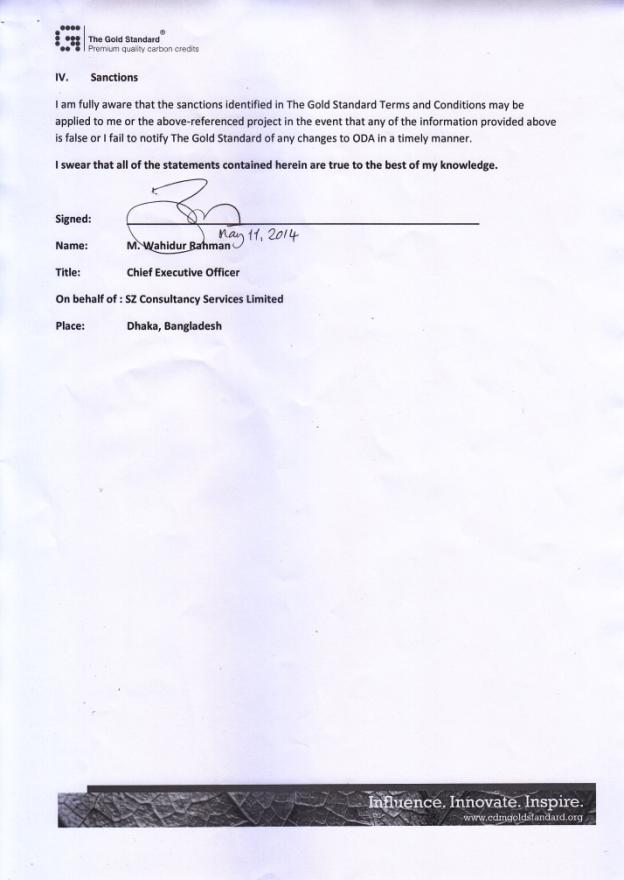 The Gold Standard®
Premium quality carbon credits
IV. Sanctions
I am fully aware that the sanctions identified in The Gold Standard Terms and Conditions may be
applied to me or the above-referenced project in the event that any of the information provided above
is false or I fail to notify The Gold Standard of any changes to ODA in a timely manner.
I swear that all of the statements contained herein are true to the best of my knowledge.
Signed:
May 11, 2014
Name: M. Wahidur Rahman
Title: Chief Executive Officer
On behalf of : SZ Consultancy Services Limited
Place: Dhaka, Bangladesh
Influence. Innovate. Inspire.
www.cdmgoldstandard.org